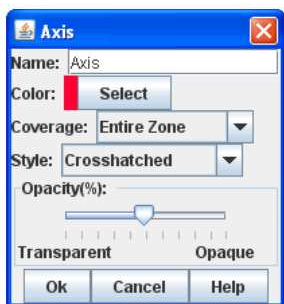 Axis
Name: Axis
Color: Select
Coverage: Entire Zone
Style: Crosshatched
Opacity(%):
Transparent Opaque
Ok Cancel Help